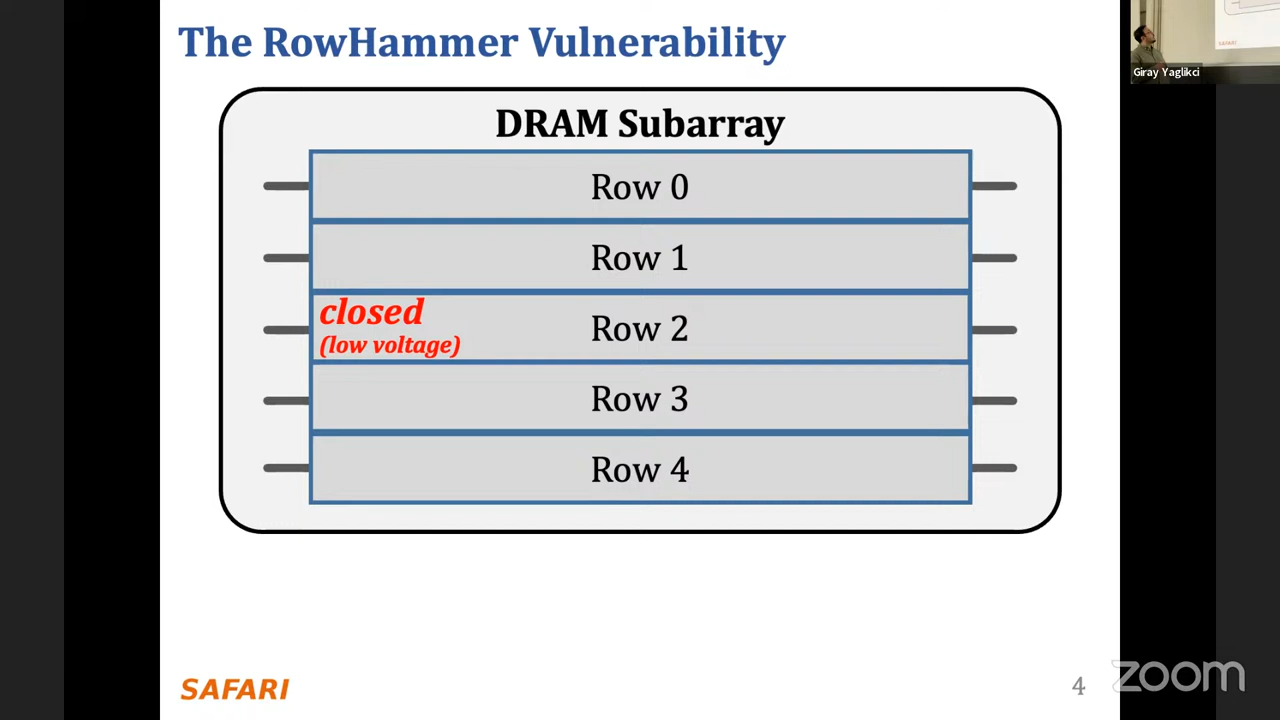 The RowHammer Vulnerability
Giray Yaglikci
DRAM Subarray
Row 0
Row 1
closed
(low voltage)
Row 2
Row 3
Row 4
SAFARI
4
zoom